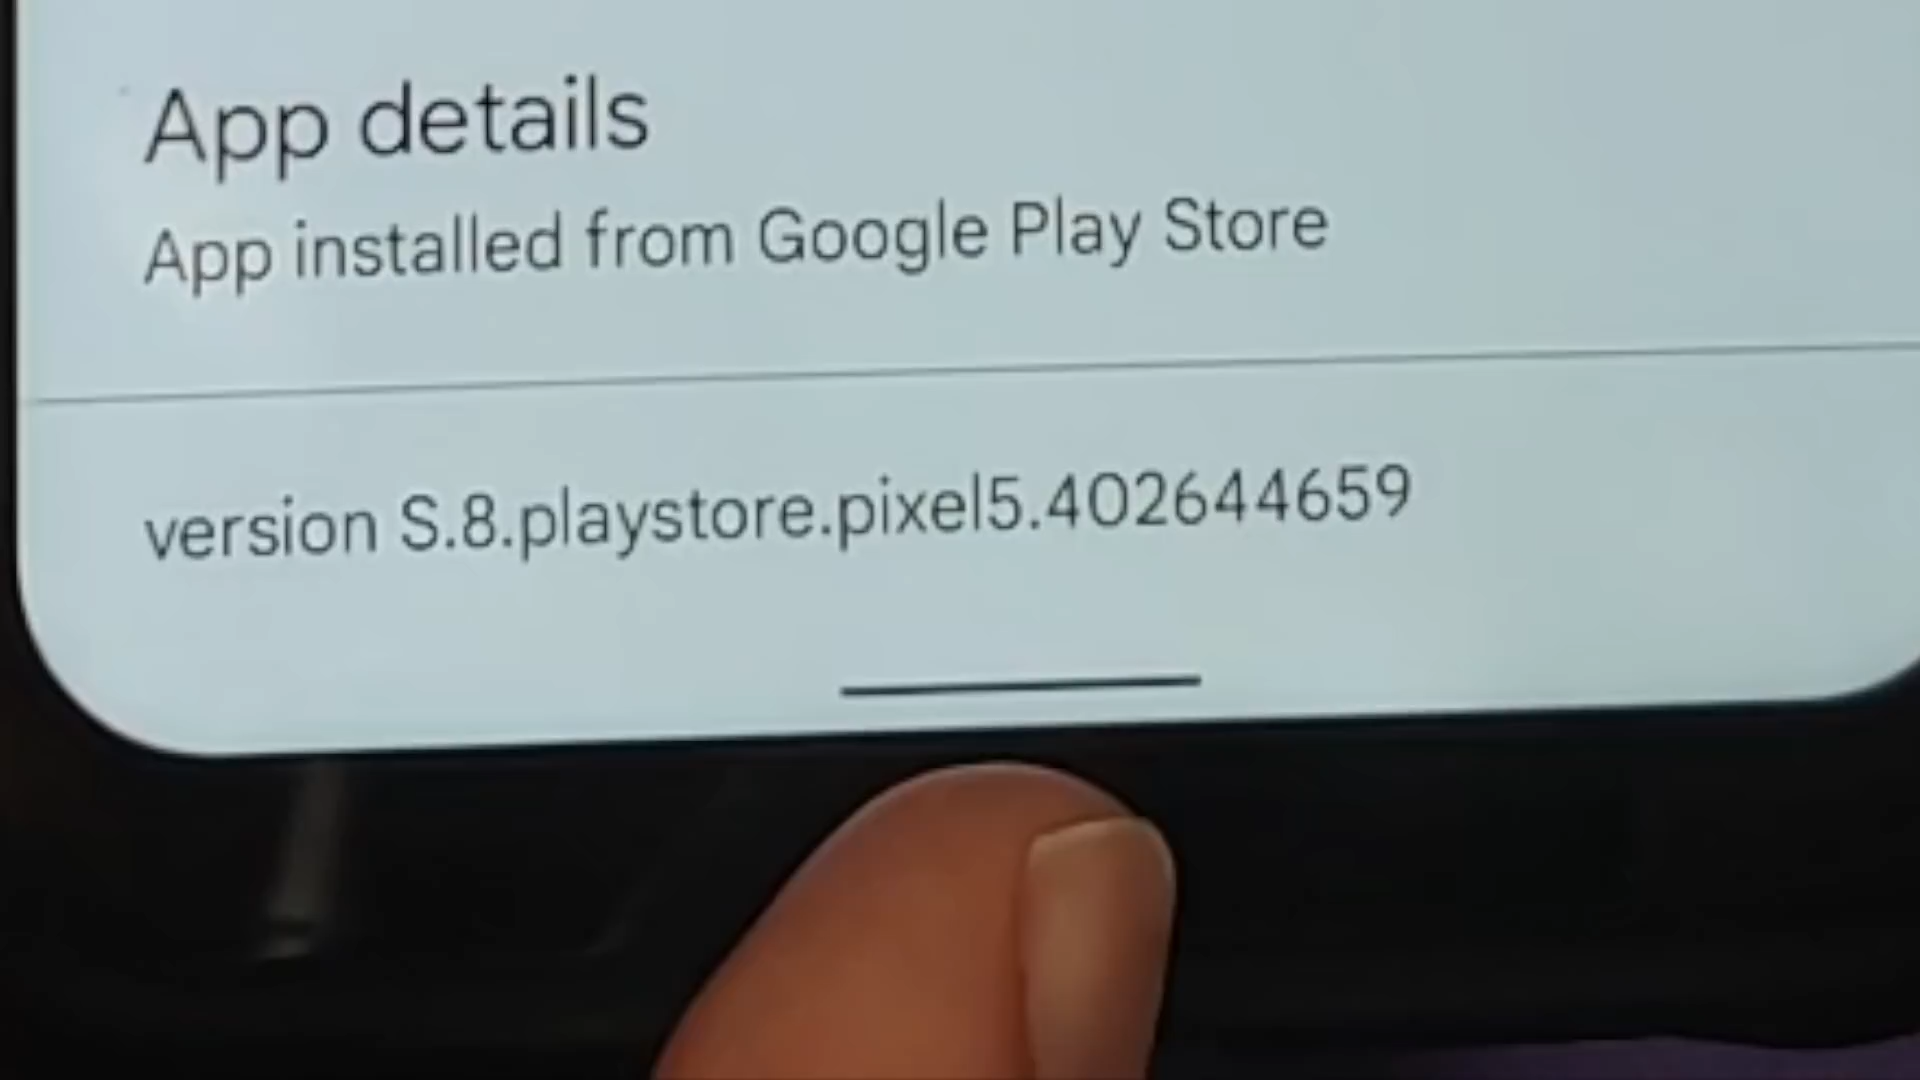 App details
App installed from Google Play Store
version S.8.playstore.pixel5.402644659